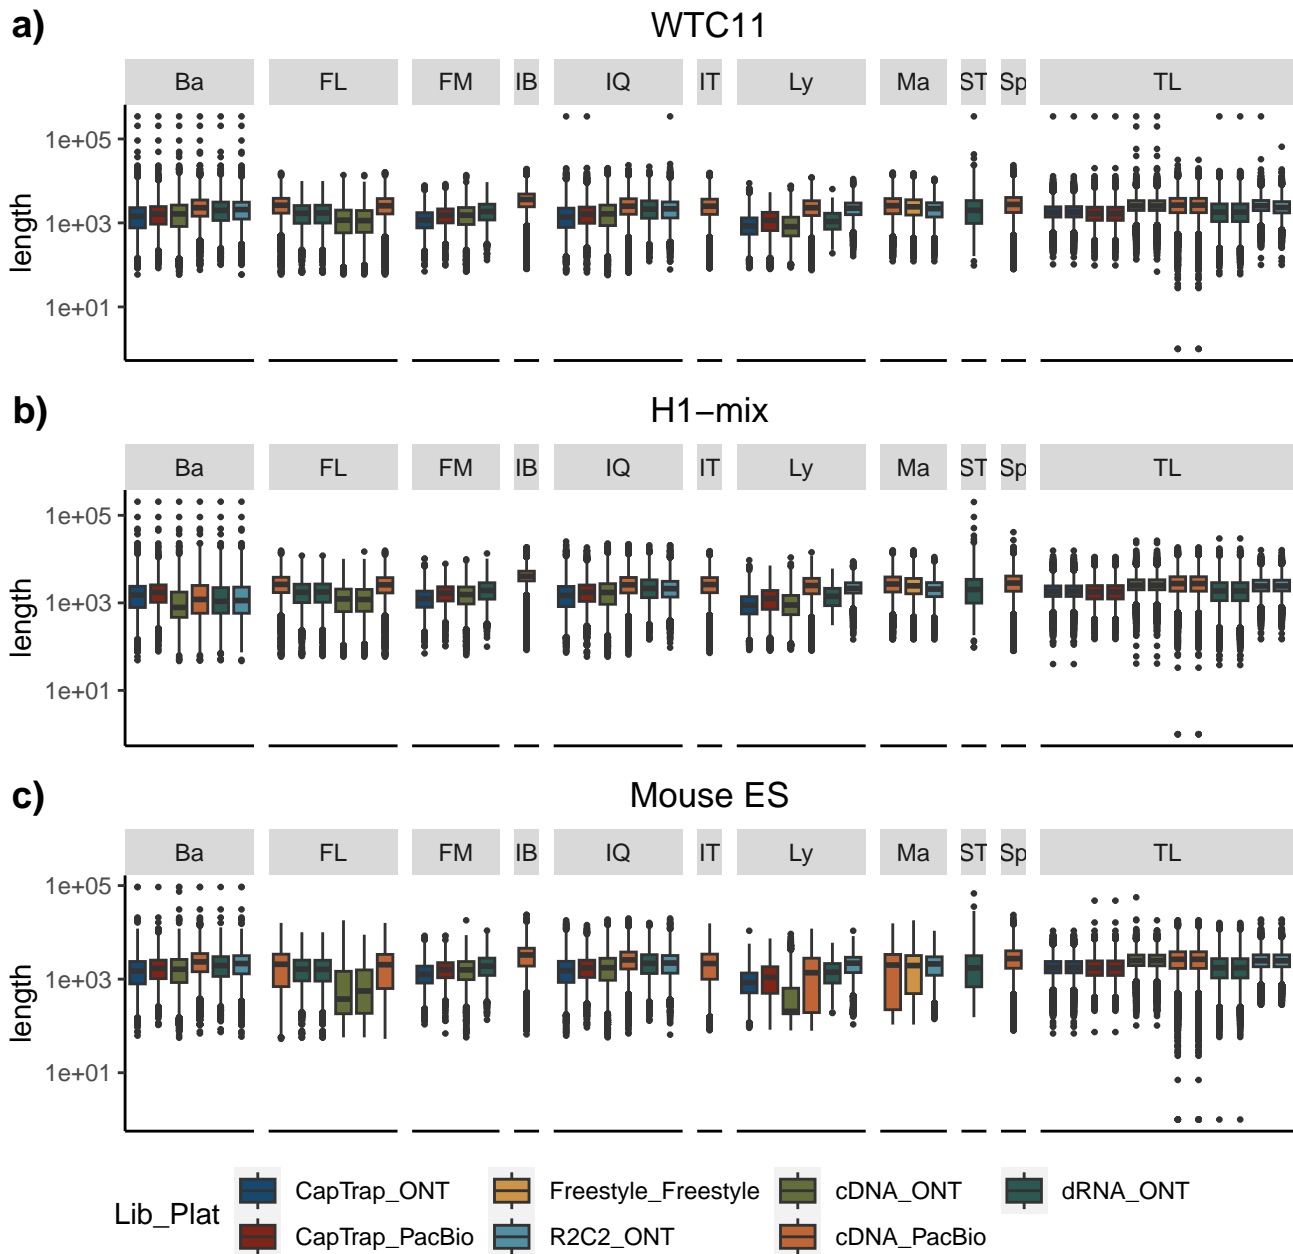 a)
WTC11
Ba FL FM IB IQ IT Ly Ma ST Sp TL
1e+05
1e+03
1e+01
length
b)
H1−mix
Ba FL FM IB IQ IT Ly Ma ST Sp TL
1e+05
1e+03
1e+01
length
c)
Mouse ES
Ba FL FM IB IQ IT Ly Ma ST Sp TL
1e+05
1e+03
1e+01
length
Lib_Plat
CapTrap_ONT Freestyle_Freestyle cDNA_ONT dRNA_ONT
CapTrap_PacBio R2C2_ONT cDNA_PacBio